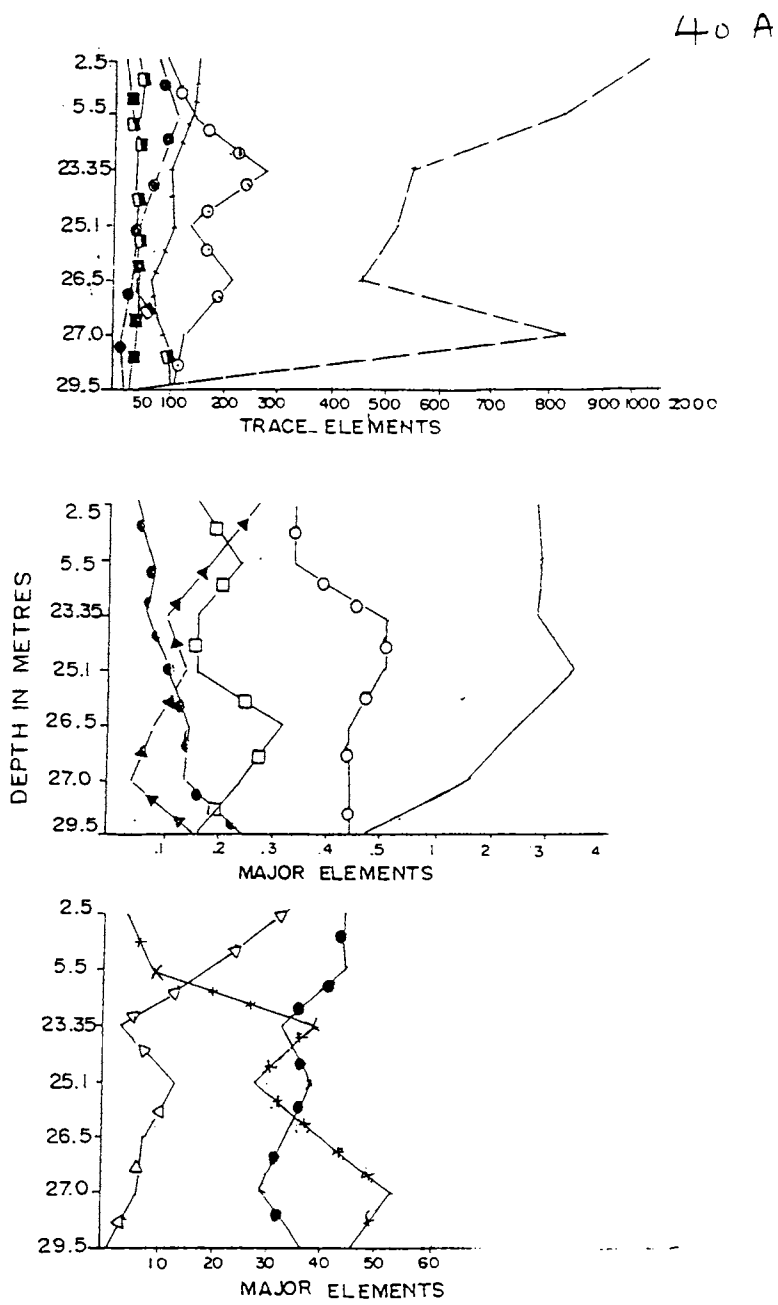 40 A
2.5
5.5
23.35
25.1
26.5
27.0
29.5
50 100 200 300 400 500 600 700 800 900 1000 2000
TRACE ELEMENTS
DEPTH IN METRES
2.5
5.5
23.35
25.1
26.5
27.0
29.5
.1 .2 .3 .4 .5 1 2 .3 4
MAJOR ELEMENTS
2.5
5.5
23.35
25.1
26.5
27.0
29.5
10 20 30 40 50 60
MAJOR ELEMENTS